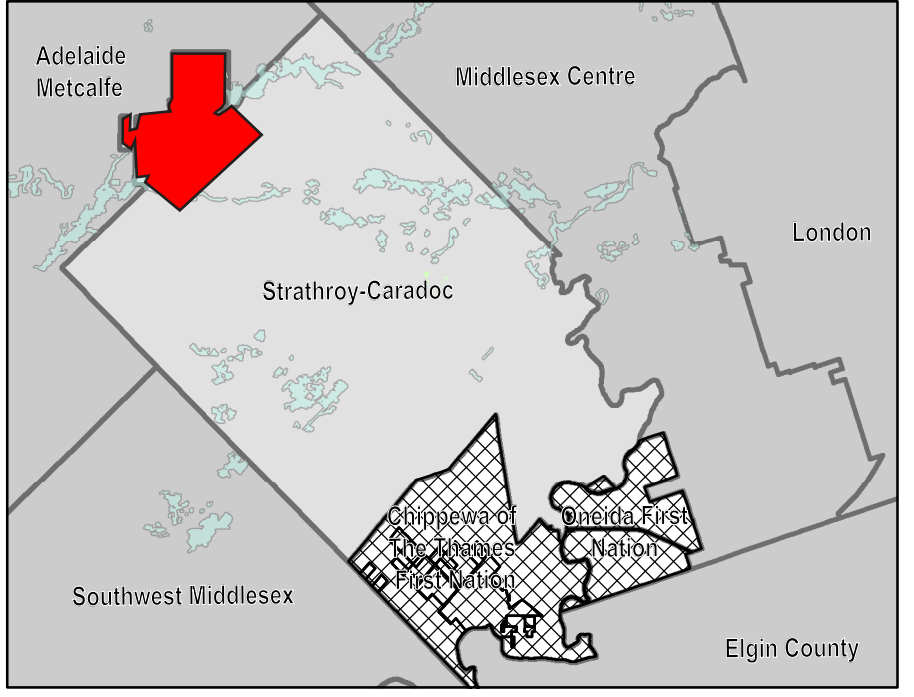 Adelaide
Metcalfe
Middlesex Centre
London
Strathroy-Caradoc
Chippewa of
The Thames
First Nation
Oneida First
Nation
Southwest Middlesex
Elgin County